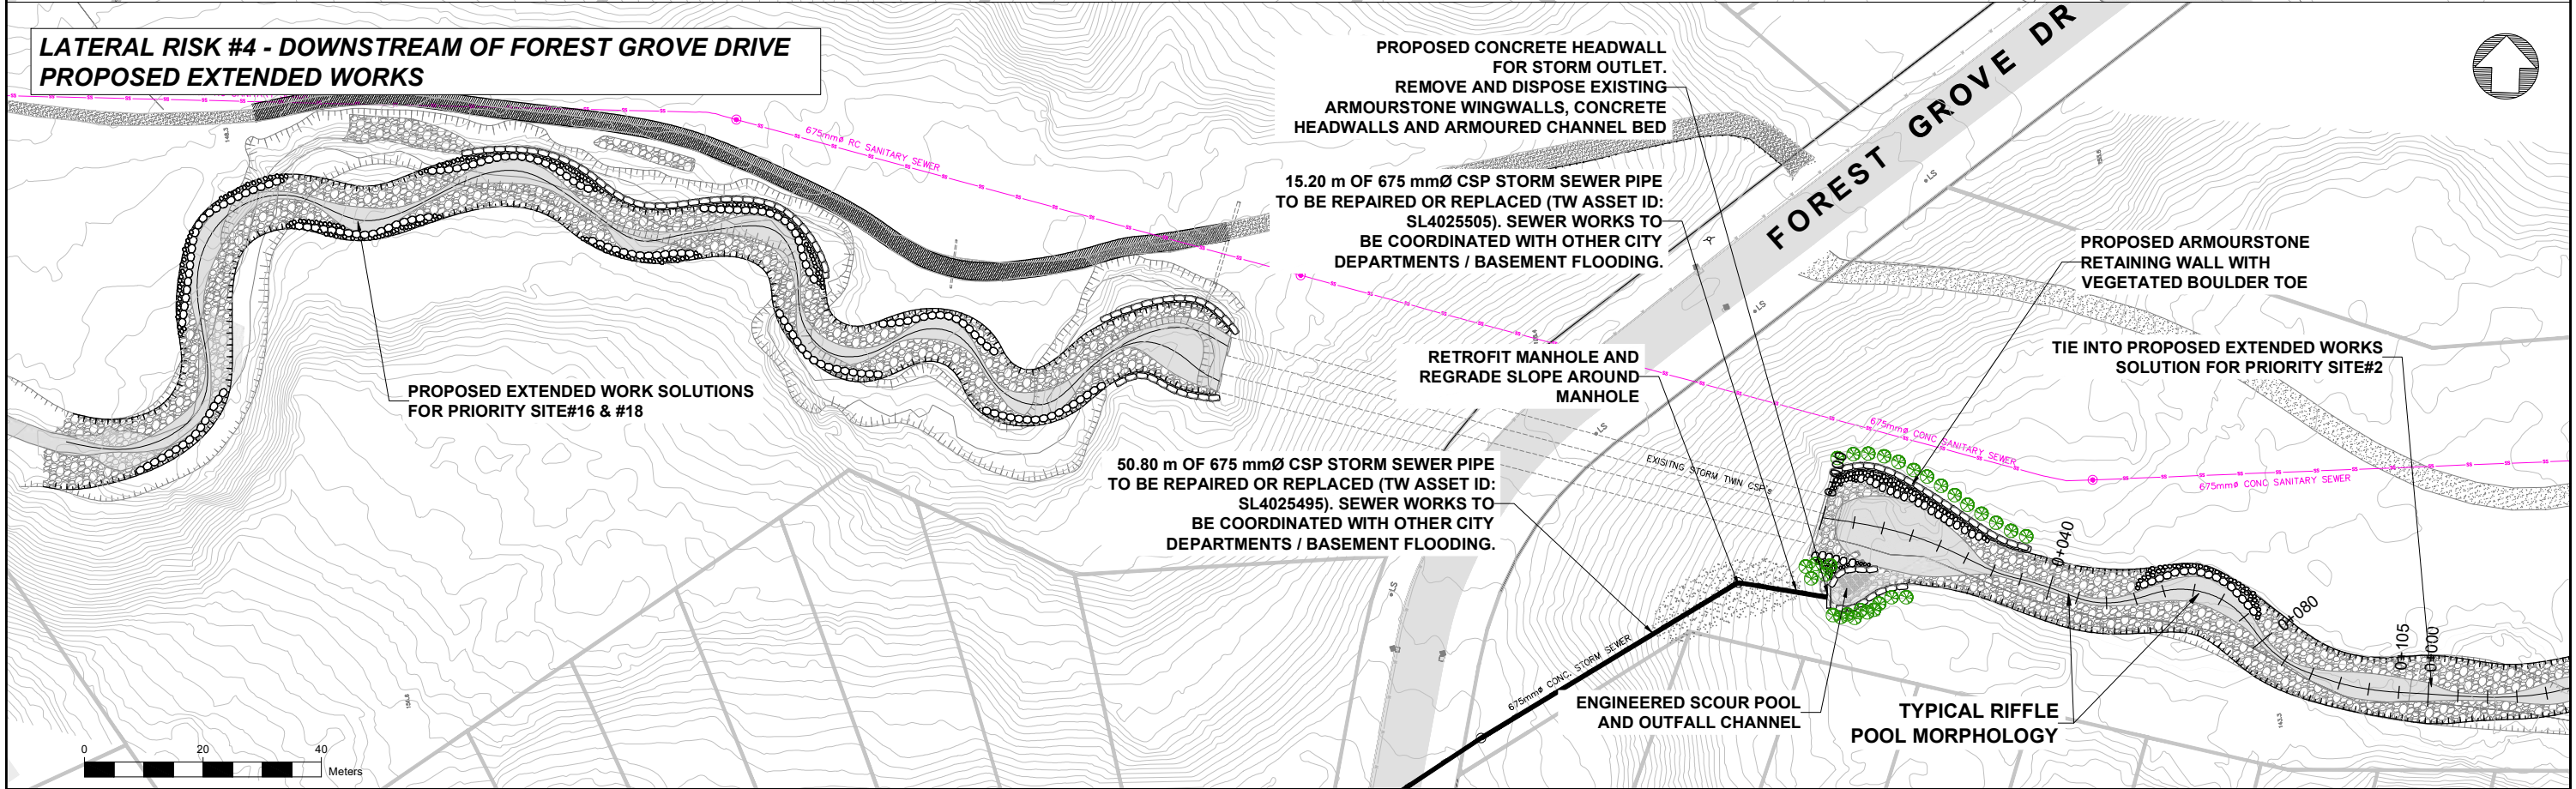 LATERAL RISK #4 - DOWNSTREAM OF FOREST GROVE DRIVE
PROPOSED EXTENDED WORKS
PROPOSED CONCRETE HEADWALL
FOR STORM OUTLET.
REMOVE AND DISPOSE EXISTING
ARMOURSTONE WINGWALLS, CONCRETE
HEADWALLS AND ARMOURED CHANNEL BED
15.20 m OF 675 mmØ CSP STORM SEWER PIPE
TO BE REPAIRED OR REPLACED (TW ASSET ID:
SL4025505). SEWER WORKS TO
BE COORDINATED WITH OTHER CITY
DEPARTMENTS / BASEMENT FLOODING.
FOREST GROVE DR
675mmØ RC SANITARY SEWER
PROPOSED ARMOURSTONE
RETAINING WALL WITH
VEGETATED BOULDER TOE
TIE INTO PROPOSED EXTENDED WORKS
SOLUTION FOR PRIORITY SITE#2
RETROFIT MANHOLE AND
REGRADE SLOPE AROUND
MANHOLE
PROPOSED EXTENDED WORK SOLUTIONS
FOR PRIORITY SITE#16 & #18
50.80 m OF 675 mmØ CSP STORM SEWER PIPE
TO BE REPAIRED OR REPLACED (TW ASSET ID:
SL4025495). SEWER WORKS TO
BE COORDINATED WITH OTHER CITY
DEPARTMENTS / BASEMENT FLOODING.
EXISITNG STORM TWIN CSP's
675mmØ CONC SANITARY SEWER
675mmØ CONC SANITARY SEWER
LS
LS
LS
LS
LS
0+040
0+080
0+105
0+000
675mmØ CONC. STORM SEWER
ENGINEERED SCOUR POOL
AND OUTFALL CHANNEL
TYPICAL RIFFLE
POOL MORPHOLOGY
0 20 40
Meters